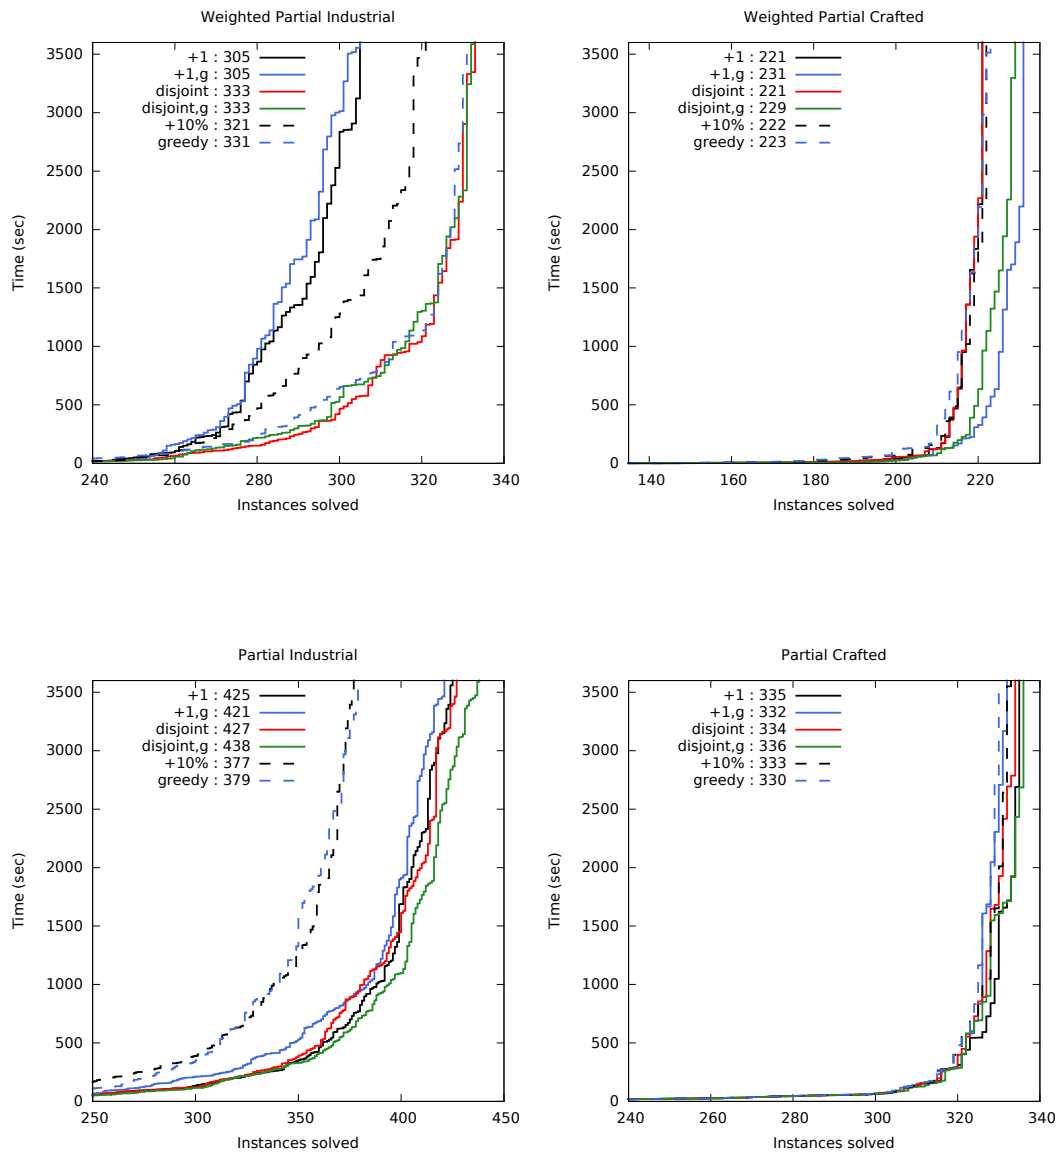 Weighted Partial Industrial
3500
3000
2500
2000
1500
1000
500
0
240 260 280 300 320 340
Time (sec)
Instances solved
+1 : 305
+1,g : 305
disjoint : 333
disjoint,g : 333
+10% : 321
greedy : 331
Weighted Partial Crafted
3500
3000
2500
2000
1500
1000
500
0
140 160 180 200 220
Time (sec)
Instances solved
+1 : 221
+1,g : 231
disjoint : 221
disjoint,g : 229
+10% : 222
greedy : 223
Partial Industrial
3500
3000
2500
2000
1500
1000
500
0
250 300 350 400 450
Time (sec)
Instances solved
+1 : 425
+1,g : 421
disjoint : 427
disjoint,g : 438
+10% : 377
greedy : 379
Partial Crafted
3500
3000
2500
2000
1500
1000
500
0
240 260 280 300 320 340
Time (sec)
Instances solved
+1 : 335
+1,g : 332
disjoint : 334
disjoint,g : 336
+10% : 333
greedy : 330